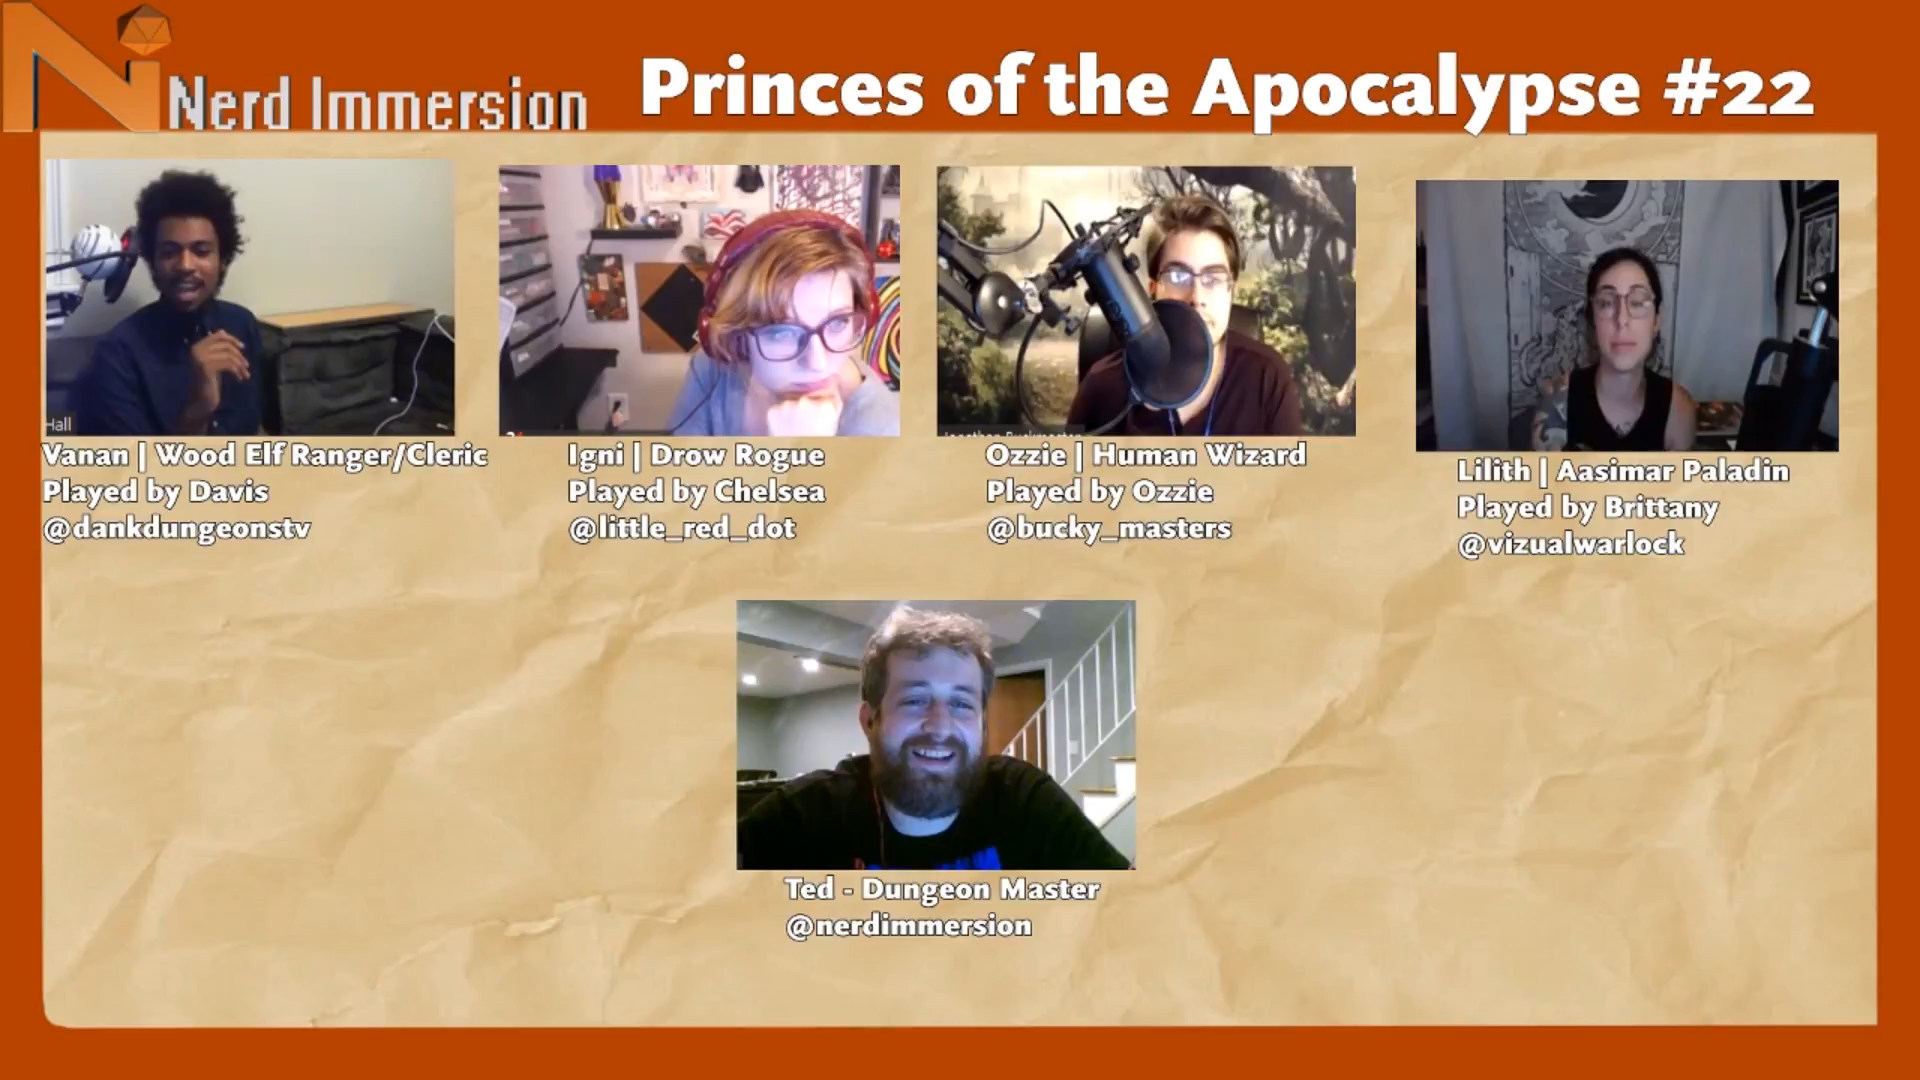 Nerd Immersion
Princes of the Apocalypse #22
Hall
Vanan | Wood Elf Ranger/Cleric
Played by Davis
@dankdungeonstv
Igni | Drow Rogue
Played by Chelsea
@little_red_dot
Ozzie | Human Wizard
Played by Ozzie
@bucky_masters
Lilith | Aasimar Paladin
Played by Brittany
@vizualwarlock
Ted - Dungeon Master
@nerdimmersion